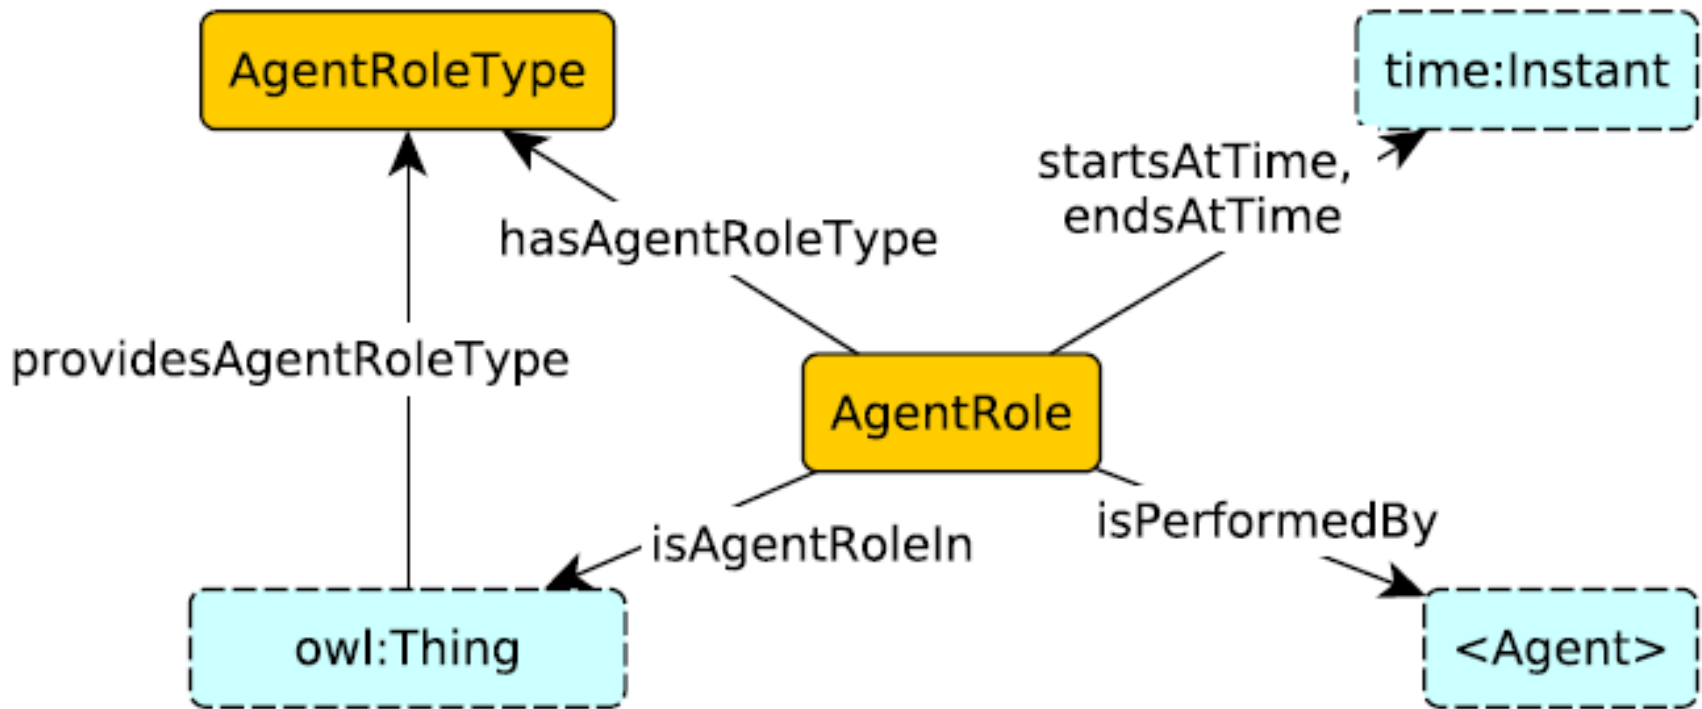 AgentRoleType
time:Instant
startsAtTime,
endsAtTime
hasAgentRoleType
providesAgentRoleType
AgentRole
isAgentRoleIn
isPerformedBy
owl:Thing
<Agent>